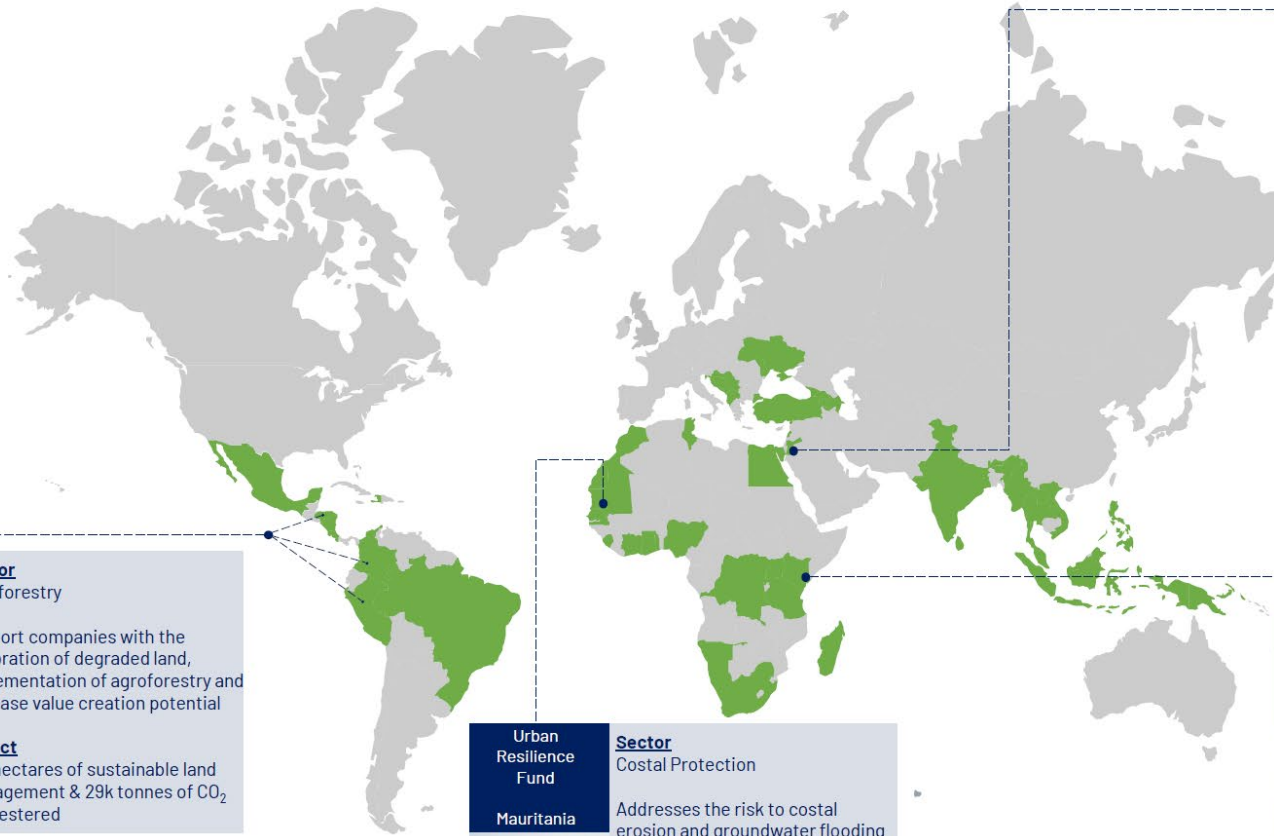 or
forestry
ort companies with the
oration of degraded land,
ementation of agroforestry and
ase value creation potential
ct
hectares of sustainable land
agement & 29k tonnes of CO₂
estered
Urban
Resilience
Fund
Mauritania
Sector
Costal Protection
Addresses the risk to costal
erosion and groundwater flooding